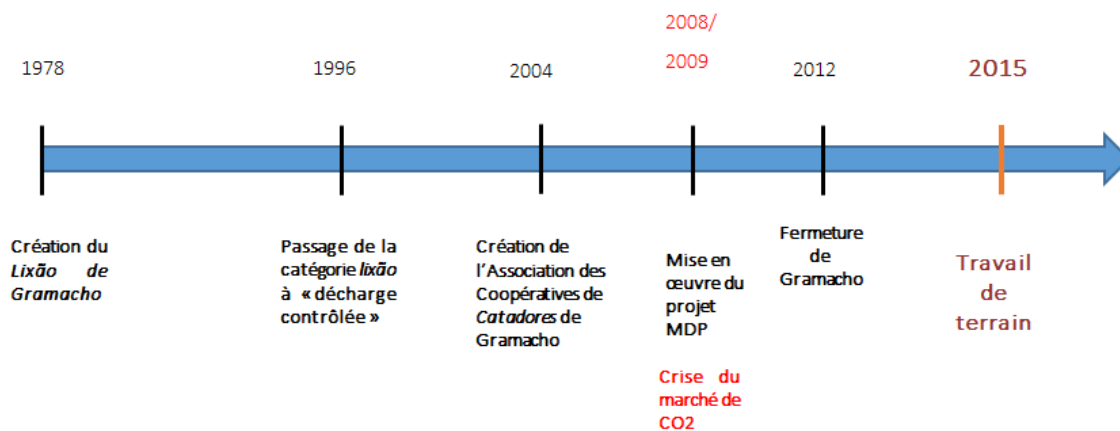 1978
1996
2004
2008/
2009
2012
2015
Création du
Lixão de
Gramacho
Passage de la
catégorie lixão
à « décharge
contrôlée »
Création de
l'Association des
Coopératives de
Catadores de
Gramacho
Mise en
œuvre du
projet
MDP
Crise du
marché de
CO2
Fermeture
de
Gramacho
Travail
de
terrain